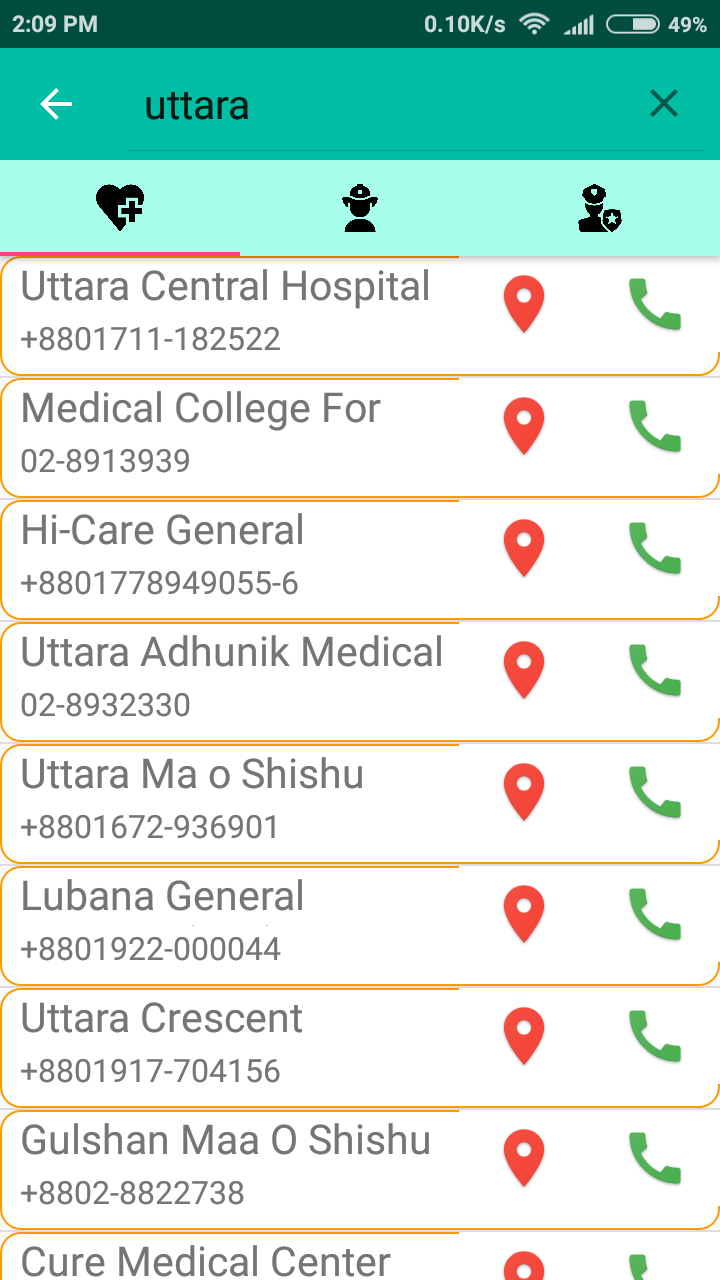 2:09 PM 0.10K/s 49%
uttara
Uttara Central Hospital
+8801711-182522
Medical College For
02-8913939
Hi-Care General
+8801778949055-6
Uttara Adhunik Medical
02-8932330
Uttara Ma o Shishu
+8801672-936901
Lubana General
+8801922-000044
Uttara Crescent
+8801917-704156
Gulshan Maa O Shishu
+8802-8822738
Cure Medical Center